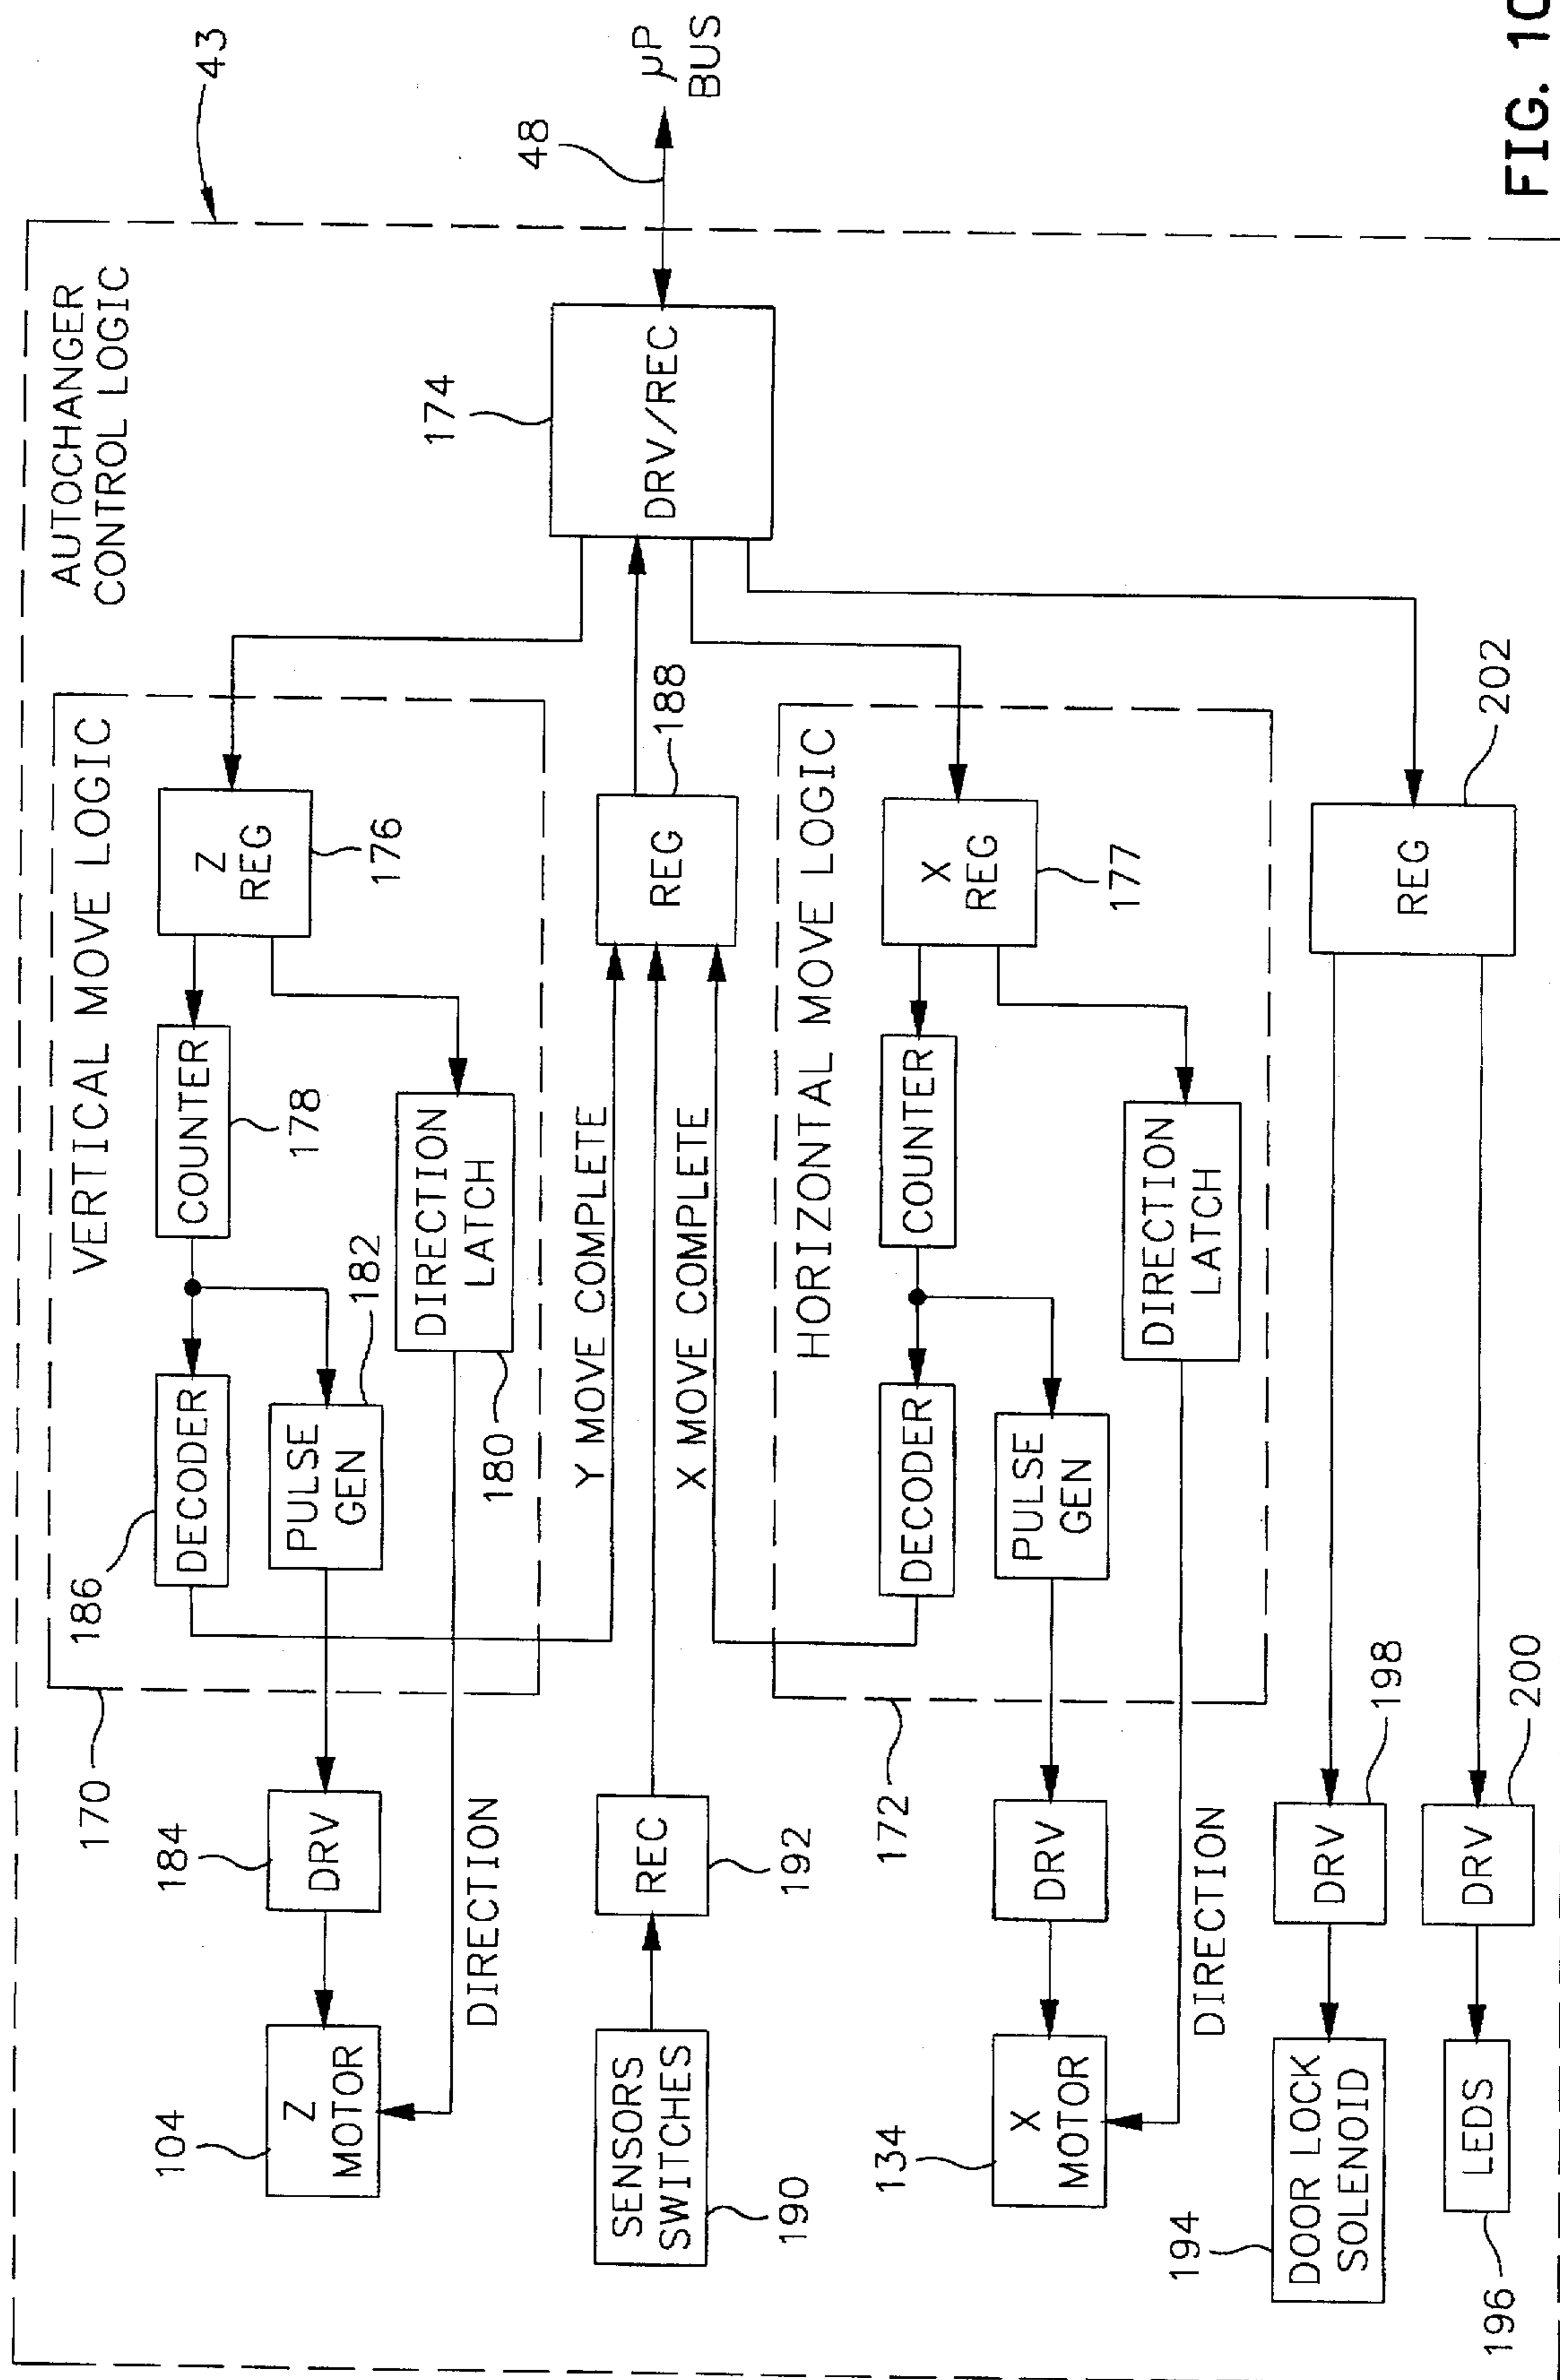 AUTOCHANGER
CONTROL LOGIC
43
48
µP
BUS
174
DRV/REC
VERTICAL MOVE LOGIC
170
Z
REG
176
COUNTER
178
DECODER
186
PULSE
GEN
182
DIRECTION
LATCH
180
DRV
184
Z
MOTOR
104
DIRECTION
Y MOVE COMPLETE
X MOVE COMPLETE
REG
188
REC
192
SENSORS
SWITCHES
190
HORIZONTAL MOVE LOGIC
172
X
REG
177
COUNTER
DECODER
PULSE
GEN
DIRECTION
LATCH
DRV
X
MOTOR
134
DIRECTION
REG
202
DRV
198
DOOR LOCK
SOLENOID
194
DRV
200
LEDS
196
FIG. 10